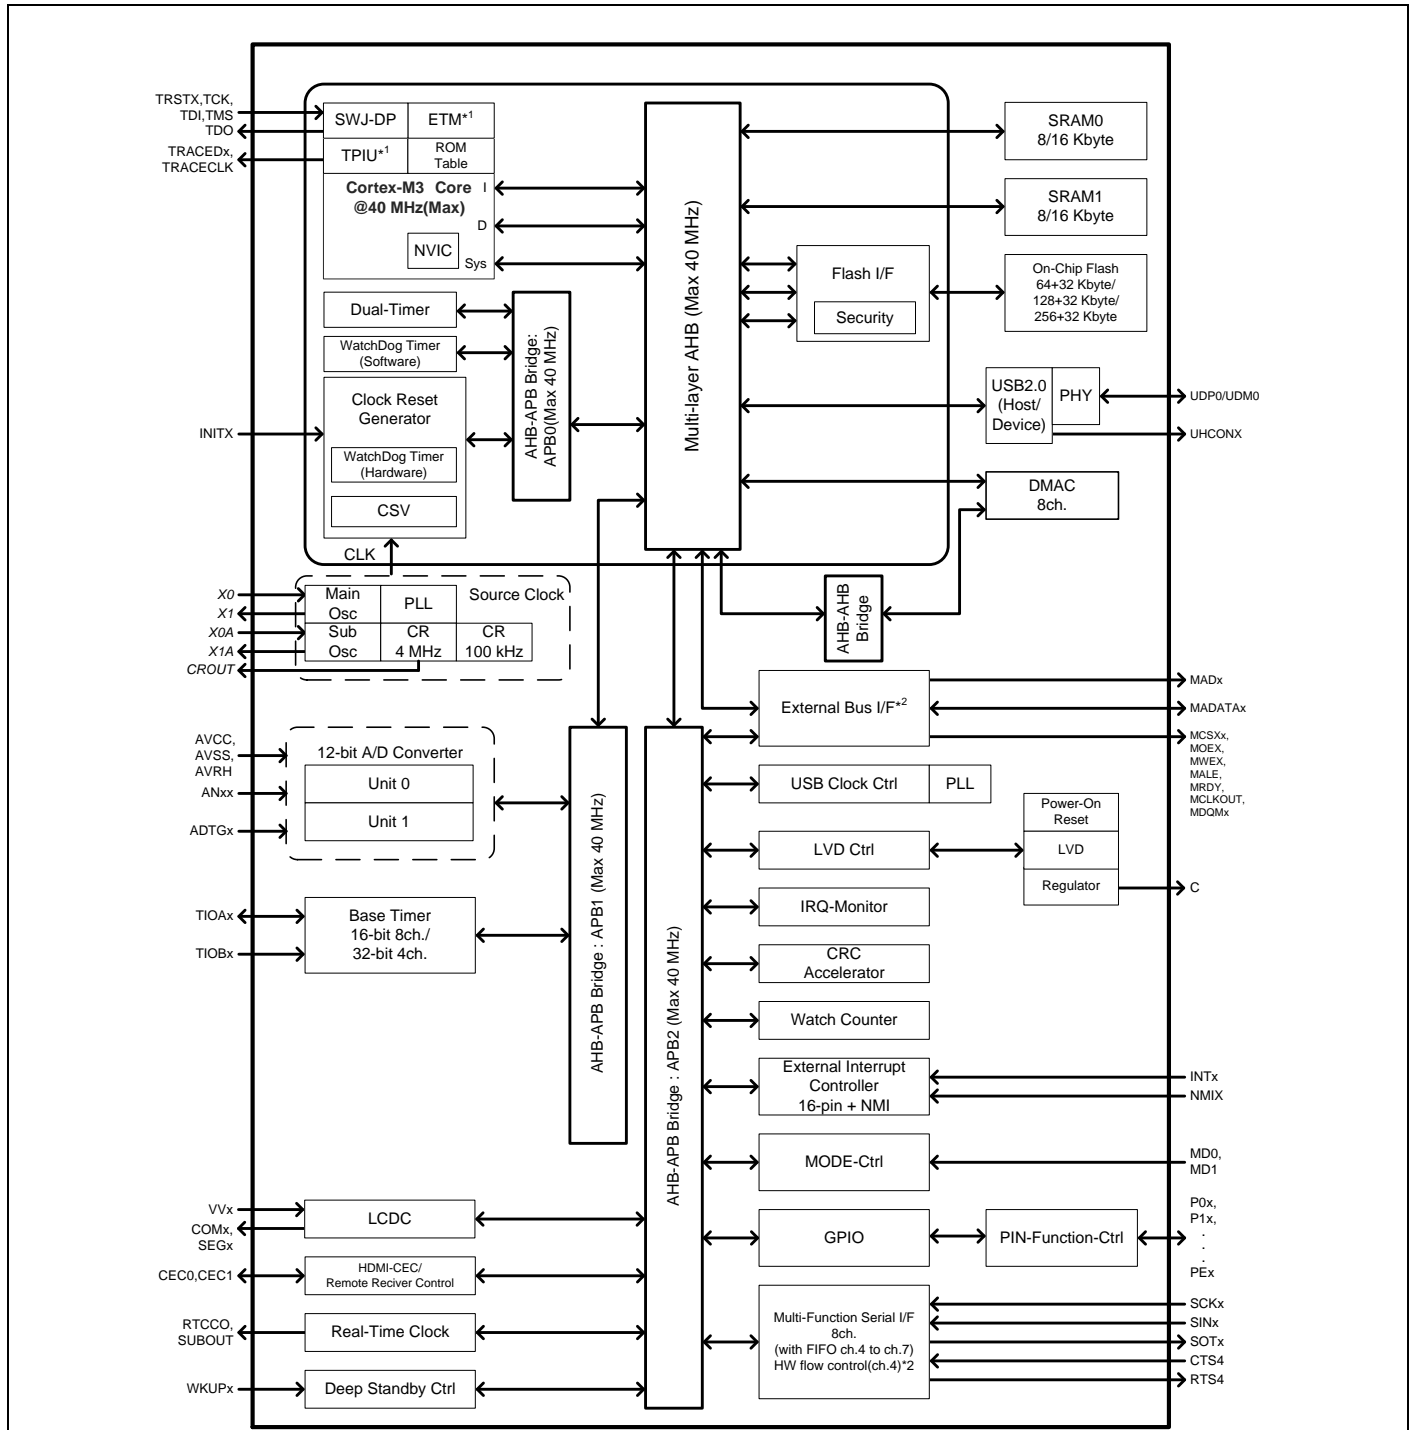 TRSTX,TCK,
TDI,TMS
TDO
TRACEDx,
TRACECLK
SWJ-DP
ETM*1
TPIU*1
ROM
Table
Cortex-M3 Core
@40 MHz(Max)
I
D
Sys
NVIC
Dual-Timer
WatchDog Timer
(Software)
Clock Reset
Generator
WatchDog Timer
(Hardware)
CSV
INITX
CLK
AHB-APB Bridge:
APB0(Max 40 MHz)
Multi-layer AHB (Max 40 MHz)
SRAM0
8/16 Kbyte
SRAM1
8/16 Kbyte
Flash I/F
Security
On-Chip Flash
64+32 Kbyte/
128+32 Kbyte/
256+32 Kbyte
USB2.0
(Host/
Device)
PHY
UDP0/UDM0
UHCONX
DMAC
8ch.
AHB-AHB
Bridge
X0
X1
X0A
X1A
CROUT
Main
Osc
PLL
Source Clock
Sub
Osc
CR
4 MHz
CR
100 kHz
AVCC,
AVSS,
AVRH
ANxx
ADTGx
12-bit A/D Converter
Unit 0
Unit 1
TIOAx
TIOBx
Base Timer
16-bit 8ch./
32-bit 4ch.
AHB-APB Bridge : APB1 (Max 40 MHz)
AHB-APB Bridge : APB2 (Max 40 MHz)
External Bus I/F*2
MADx
MADATAx
MCSXx,
MOEX,
MWEX,
MALE,
MRDY,
MCLKOUT,
MDQMx
USB Clock Ctrl
PLL
LVD Ctrl
Power-On
Reset
LVD
Regulator
C
IRQ-Monitor
CRC
Accelerator
Watch Counter
External Interrupt
Controller
16-pin + NMI
INTx
NMIX
MODE-Ctrl
MD0,
MD1
GPIO
PIN-Function-Ctrl
P0x,
P1x,
.
.
.
PEx
Multi-Function Serial I/F
8ch.
(with FIFO ch.4 to ch.7)
HW flow control(ch.4)*2
SCKx
SINx
SOTx
CTS4
RTS4
VVx
COMx,
SEGx
LCDC
CEC0,CEC1
HDMI-CEC/
Remote Reciver Control
RTCCO,
SUBOUT
Real-Time Clock
WKUPx
Deep Standby Ctrl